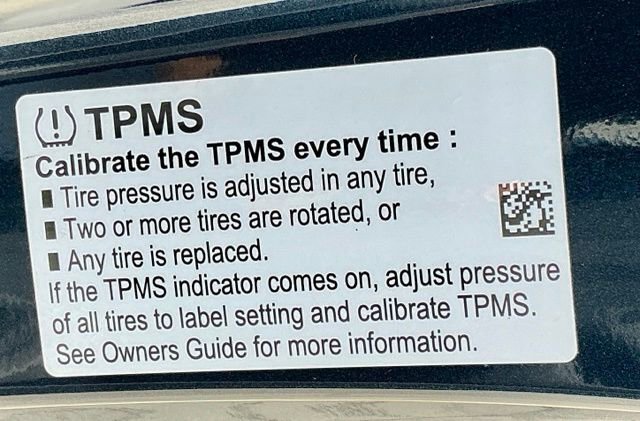 TPMS
Calibrate the TPMS every time :
■ Tire pressure is adjusted in any tire,
■ Two or more tires are rotated, or
■ Any tire is replaced.
If the TPMS indicator comes on, adjust pressure
of all tires to label setting and calibrate TPMS.
See Owners Guide for more information.